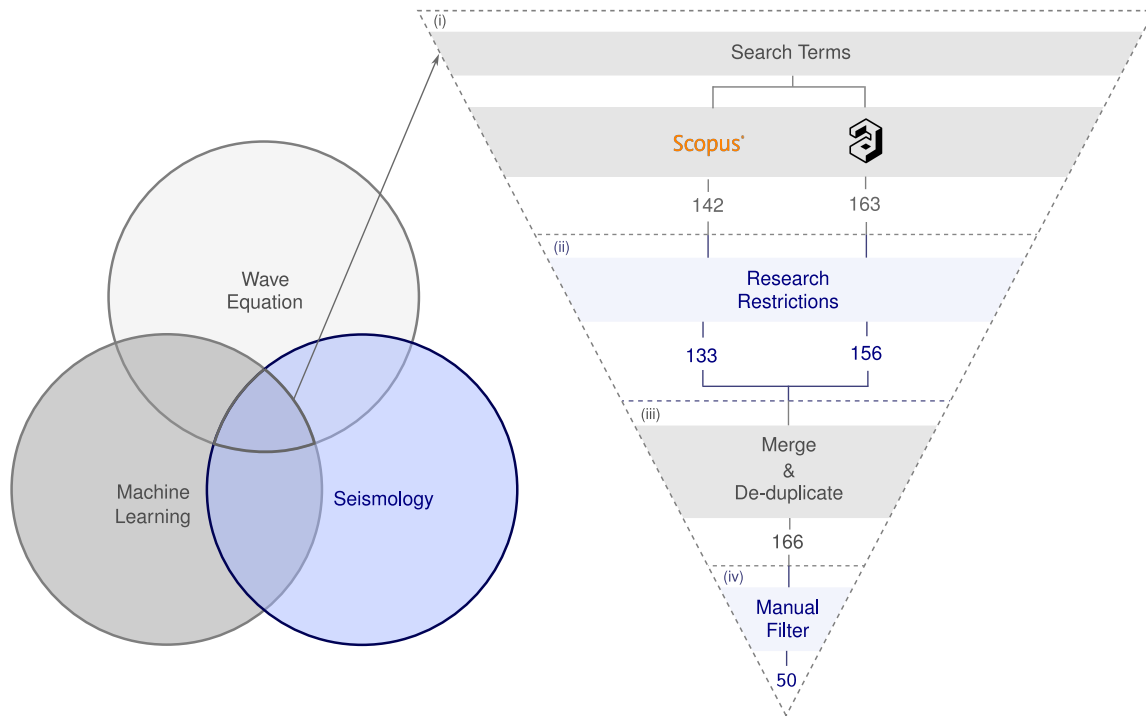 (i)
Search Terms
Scopus
142
163
(ii)
Research
Restrictions
133
156
(iii)
Merge
&
De-duplicate
166
(iv)
Manual
Filter
50
Wave
Equation
Machine
Learning
Seismology